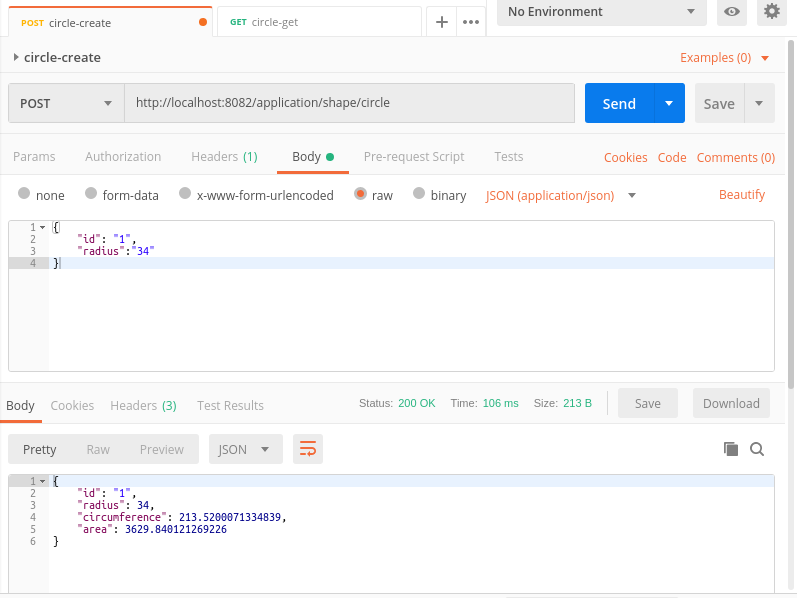 POST circle-create GET circle-get No Environment
circle-create Examples (0)
POST http://localhost:8082/application/shape/circle Send Save
Params Authorization Headers (1) Body Pre-request Script Tests Cookies Code Comments (0)
none form-data x-www-form-urlencoded raw binary JSON (application/json) Beautify
1 {
2 "id": "1",
3 "radius":"34"
4 }
Body Cookies Headers (3) Test Results Status: 200 OK Time: 106 ms Size: 213 B Save Download
Pretty Raw Preview JSON
1 {
2 "id": "1",
3 "radius": 34,
4 "circumference": 213.5200071334839,
5 "area": 3629.840121269226
6 }